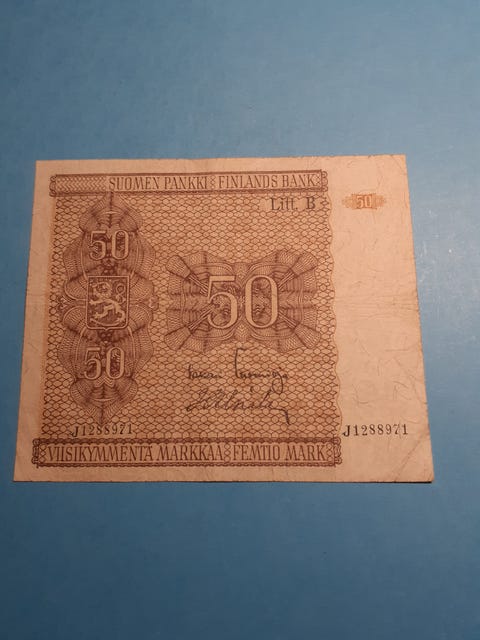 SUOMEN PANKKI FINLANDS BANK
Litt. B
50
50
50
50
J1288971
J1288971
VIISIKYMMENTÄ MARKKAA FEMTIO MARK